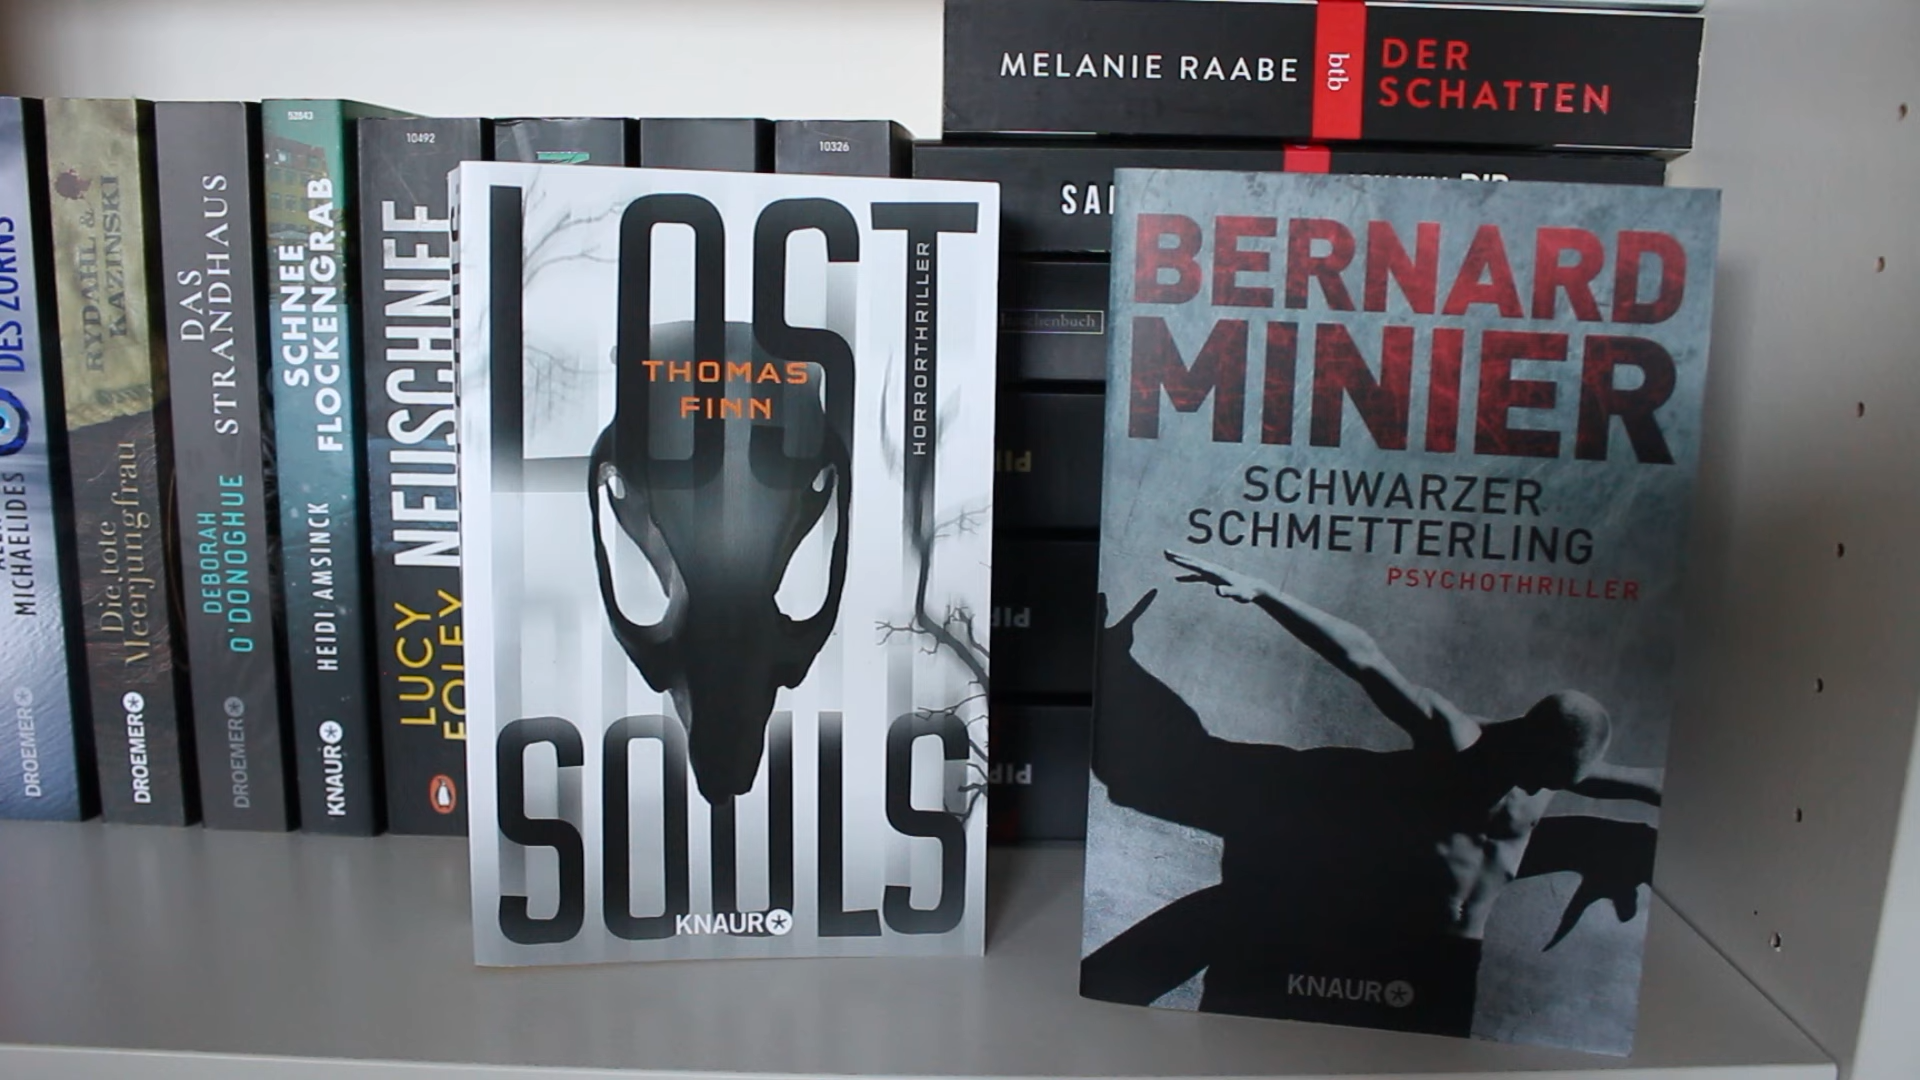 DES ZORNS
MICHAELIDES
DROEMER
RYDAHL &
KAZINSKI
Die tote
Meerjungfrau
DROEMER
DAS
STRANDHAUS
DEBORAH
O'DONOGHUE
DROEMER
52643
SCHNEE
FLOCKENGRAB
HEIDI AMSINCK
KNAUR
10492
NEUSCHNEE
LUCY
FOLEY
10326
LOST
SOULS
THOMAS
FINN
HORRORTHRILLER
KNAUR
MELANIE RAABE
btb
DER
SCHATTEN
BERNARD
MINIER
SCHWARZER
SCHMETTERLING
PSYCHOTHRILLER
KNAUR